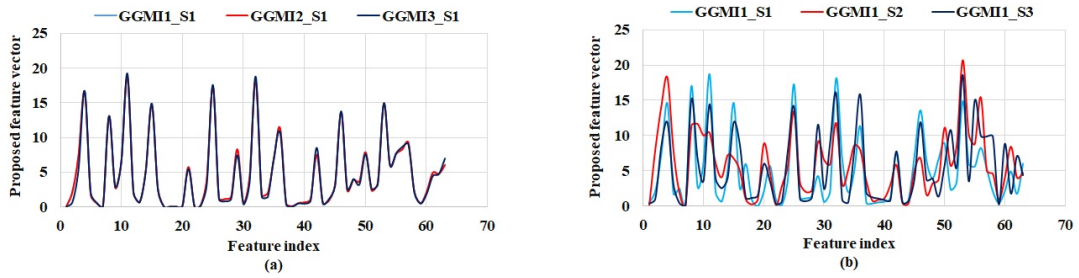 GGMI1_S1 GGMI2_S1 GGMI3_S1
Proposed feature vector
25
20
15
10
5
0
0 10 20 30 40 50 60 70
Feature index
(a)
GGMI1_S1 GGMI1_S2 GGMI1_S3
Proposed feature vector
25
20
15
10
5
0
0 10 20 30 40 50 60 70
Feature index
(b)